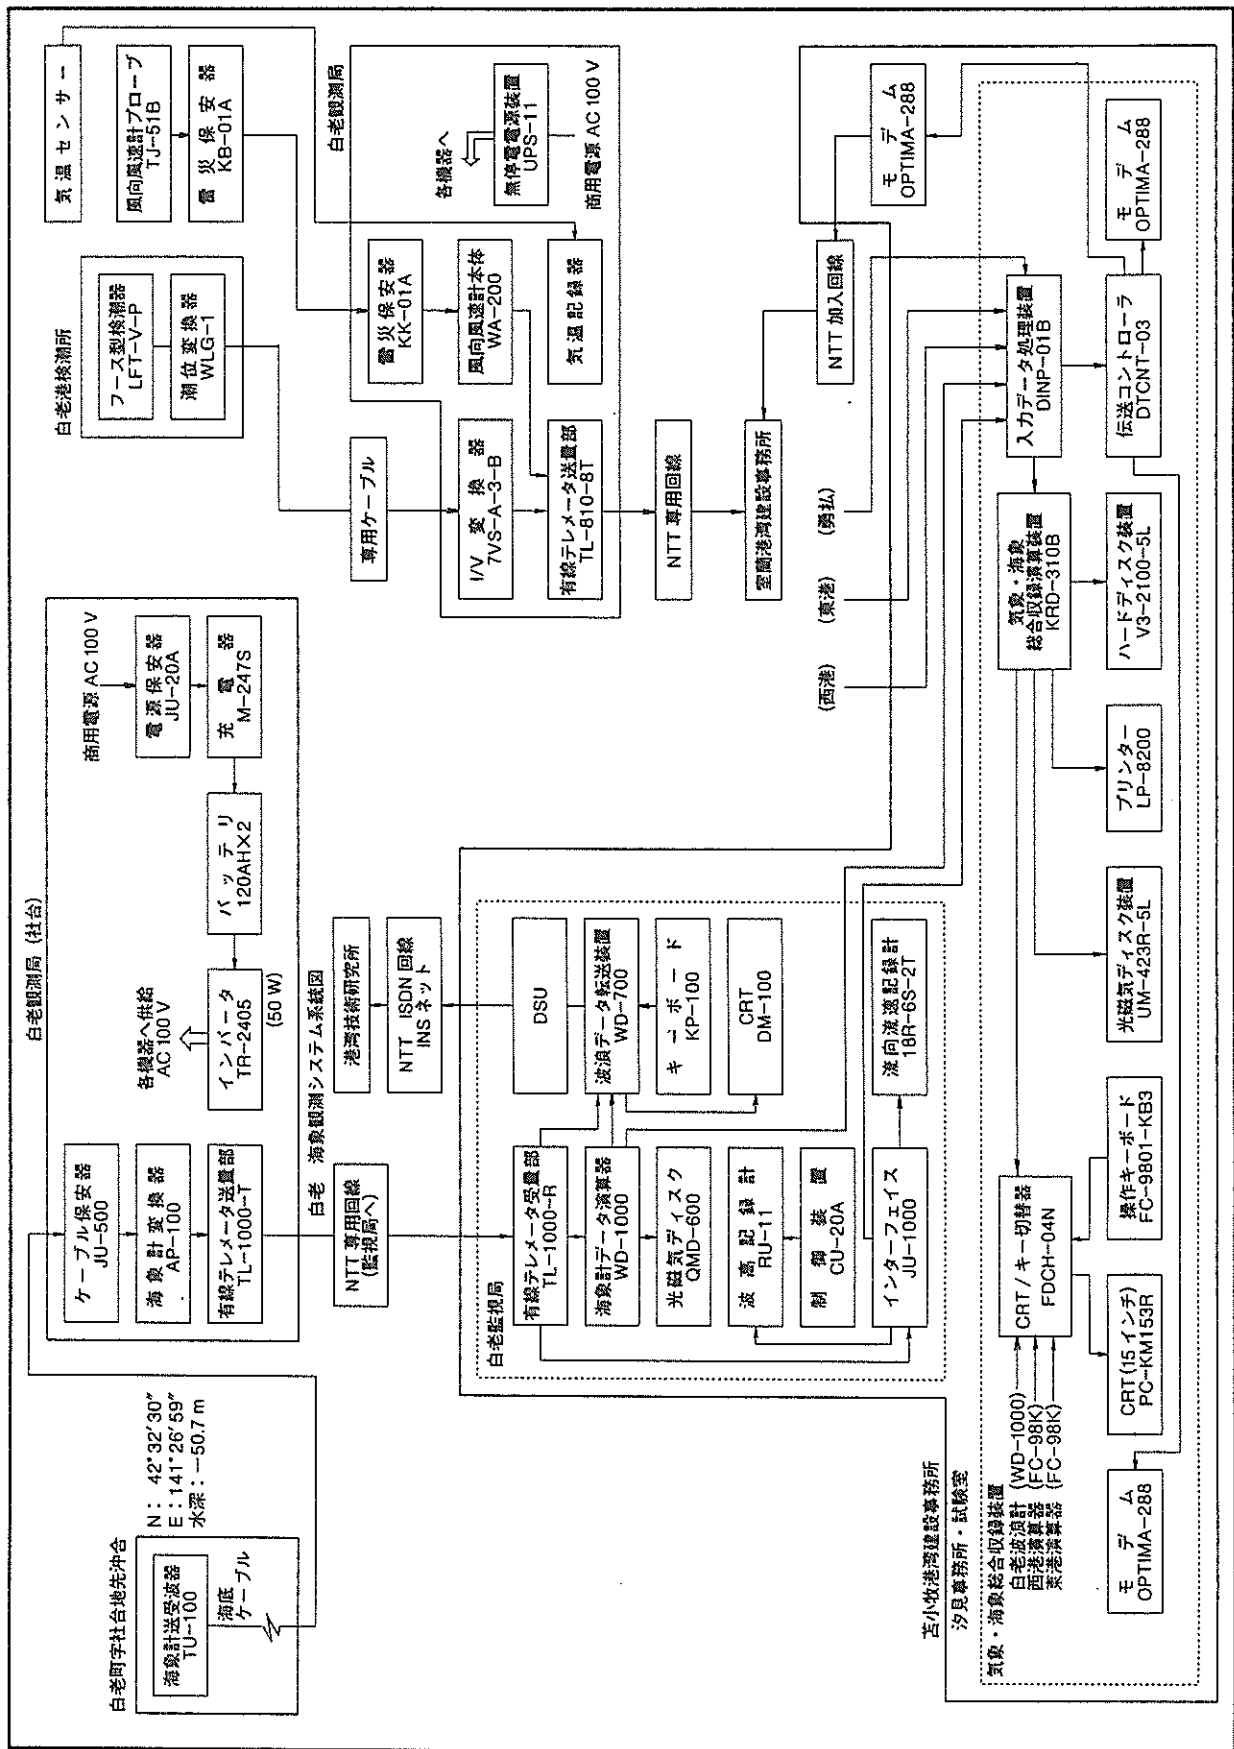 白老町字社台地先沖合
海象計送受波器
TU-100
海底
ケーブル
N: 42°32′30″
E: 141°26′59″
水深:−50.7 m
白老観測局 (社台)
ケーブル保安器
JU-500
海象計変換器
AP-100
有線テレメータ送量部
TL-1000-T
商用電源 AC 100 V
電源保安器
JU-20A
充電器
M-247S
バッテリ
120AH×2
インバータ
TR-2405
(50 W)
各機器へ供給
AC 100 V
白老港検潮所
フース型検潮器
LFT-V-P
潮位変換器
WLG-1
気温センサー
風向風速計プローブ
TJ-51B
雷災保安器
KB-01A
白老観測局
雷災保安器
KK-01A
風向風速計本体
WA-200
気温記録器
各機器へ
無停電電源装置
UPS-11
商用電源 AC 100 V
専用ケーブル
I/V変換器
7VS-A-3-B
有線テレメータ送量部
TL-810-8T
NTT 専用回線
室蘭港湾建設事務所
NTT 加入回線
モデム
OPTIMA-288
白老 海象観測システム系統図
NTT 専用回線
(監視局へ)
港湾技術研究所
NTT ISDN 回線
INS ネット
苫小牧港湾建設事務所
汐見事務所・試験室
白老監視局
有線テレメータ受量部
TL-1000-R
海象計データ演算器
WD-1000
光磁気ディスク
QMD-600
波高記録計
RU-11
制御装置
CU-20A
インターフェイス
JU-1000
DSU
波浪データ転送装置
WD-700
キーボード
KP-100
CRT
DM-100
流向流速記録計
18R-6S-2T
(西港)
(東港)
(勇払)
気象・海象総合収録装置
白老波浪計 (WD-1000)
西港演算器 (FC-98K)
東港演算器 (FC-98K)
CRT/キー切替器
FDCH-04N
気象・海象
総合収録演算装置
KRD-310B
入力データ処理装置
DINP-01B
モデム
OPTIMA-288
CRT (15 インチ)
PC-KM153R
操作キーボード
FC-9801-KB3
光磁気ディスク装置
UM-423R-5L
プリンター
LP-8200
ハードディスク装置
V3-2100-5L
伝送コントローラ
DTCNT-03
モデム
OPTIMA-288